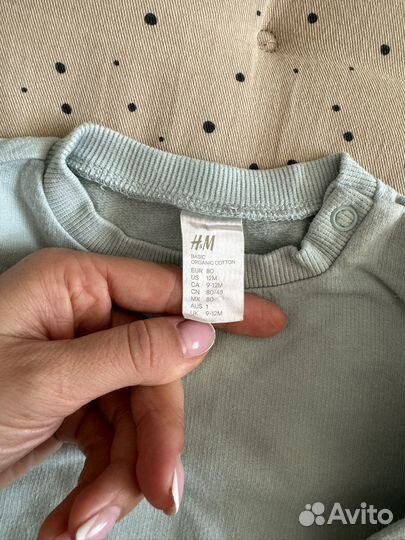 H&M
BASIC
ORGANIC COTTON
EUR 80
US 12M
CA 9-12M
CN 80/48
MX 80
AUS 1
UK 9-12M
Avito